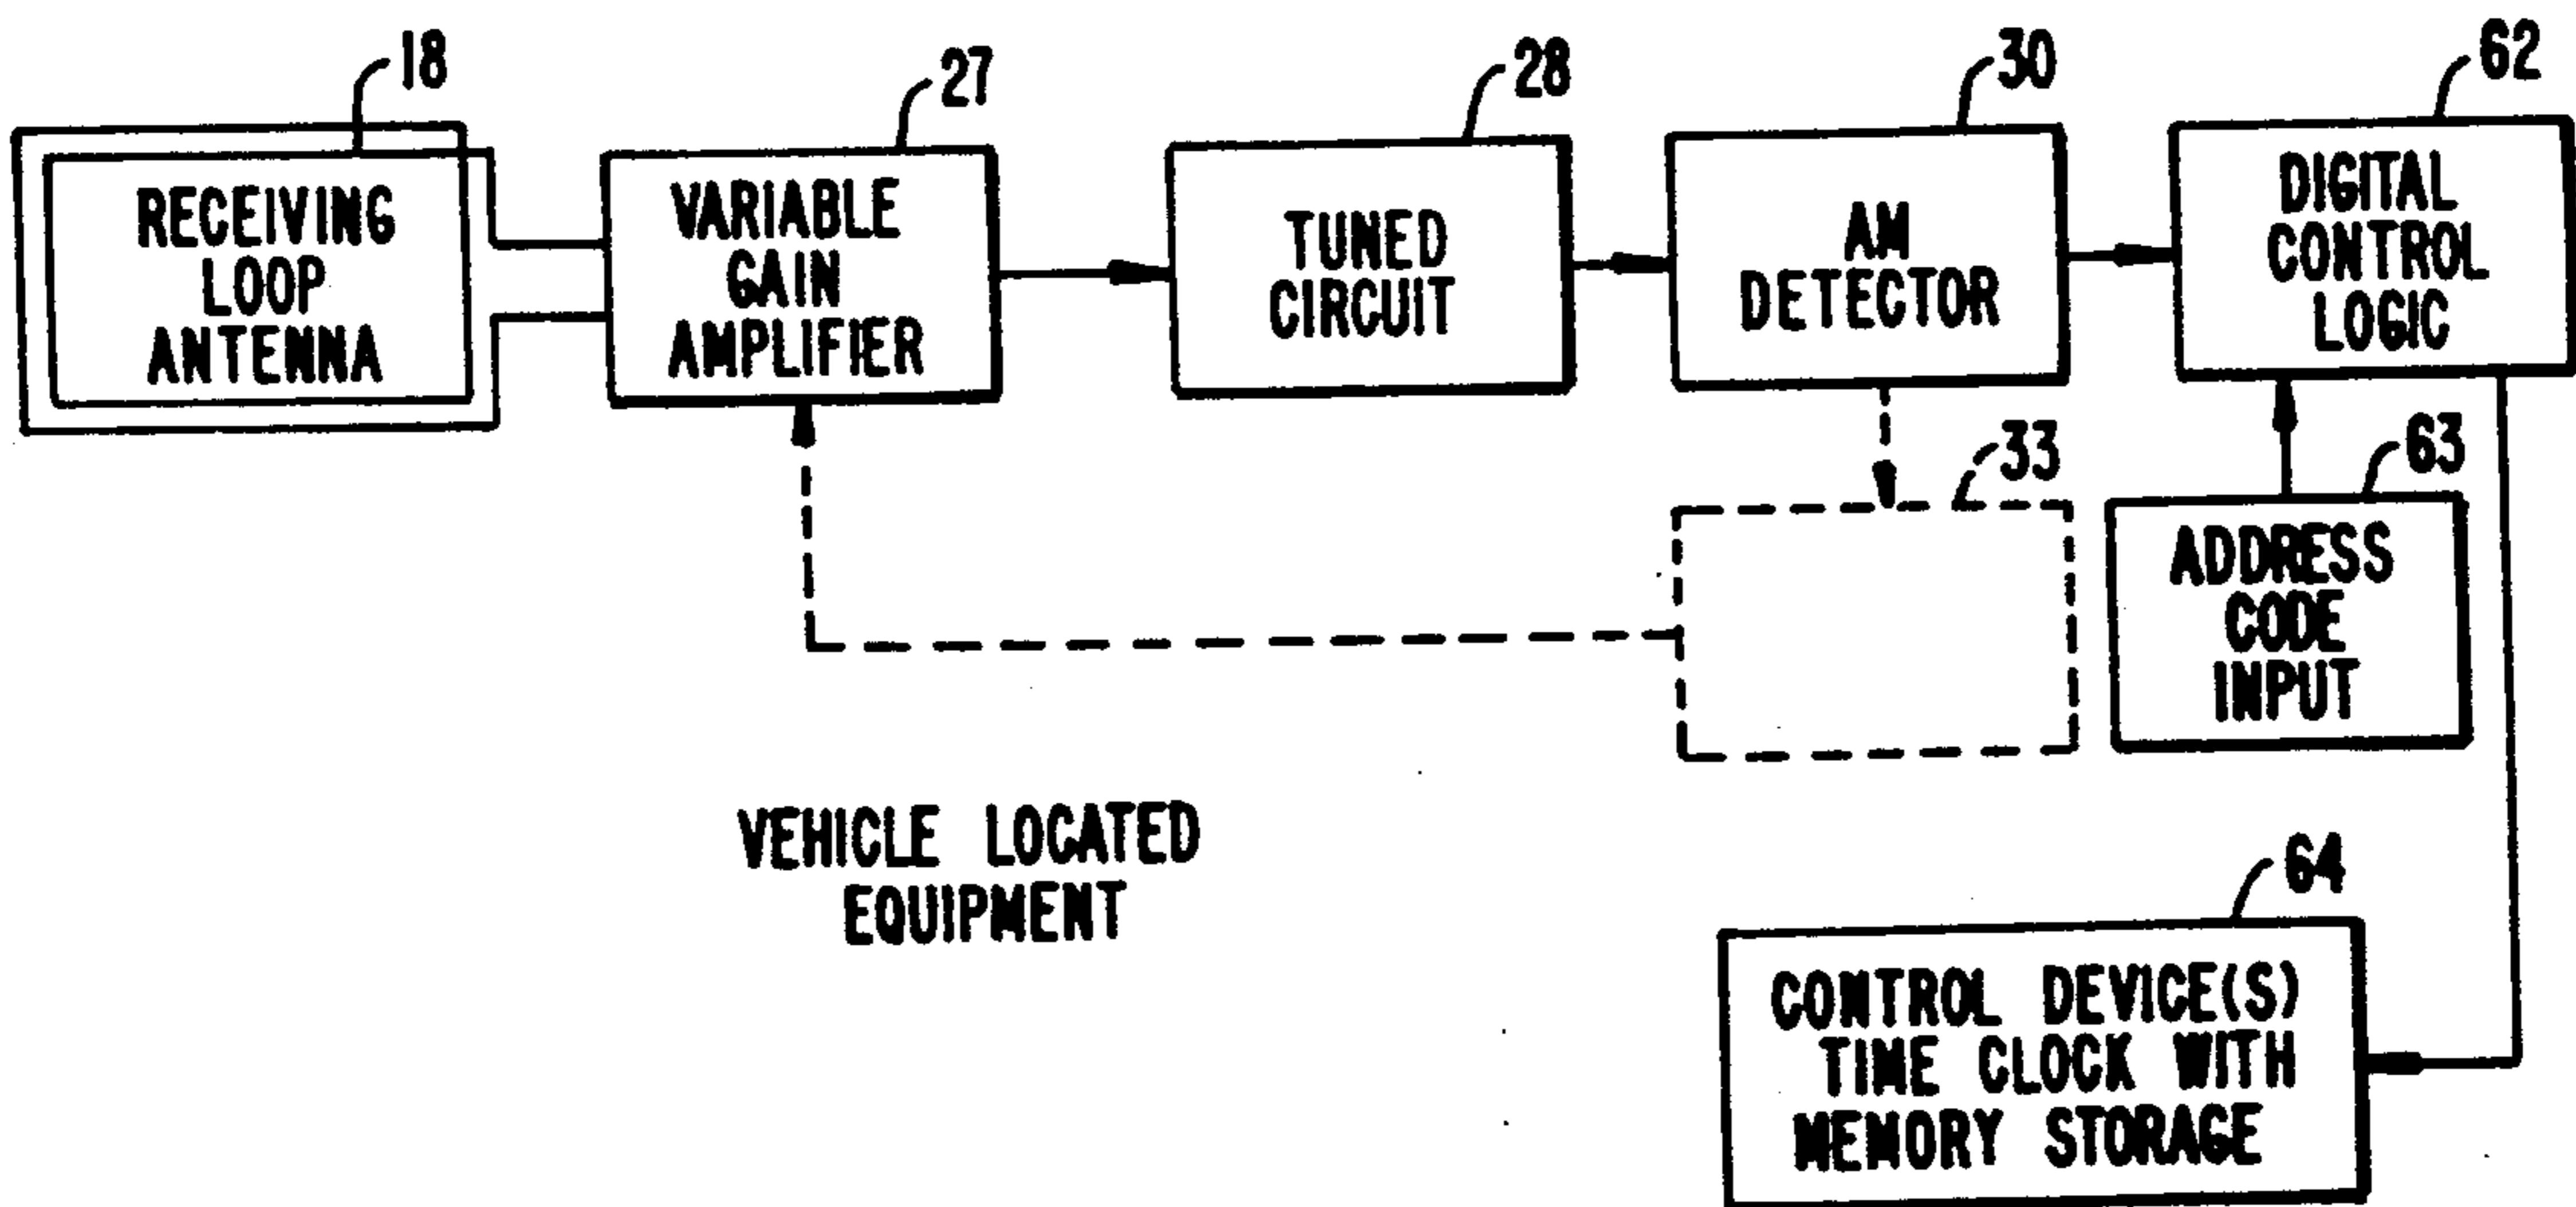 18
27
28
30
62
RECEIVING
LOOP
ANTENNA
VARIABLE
GAIN
AMPLIFIER
TUNED
CIRCUIT
AM
DETECTOR
DIGITAL
CONTROL
LOGIC
33
63
ADDRESS
CODE
INPUT
VEHICLE LOCATED
EQUIPMENT
64
CONTROL DEVICE(S)
TIME CLOCK WITH
MEMORY STORAGE